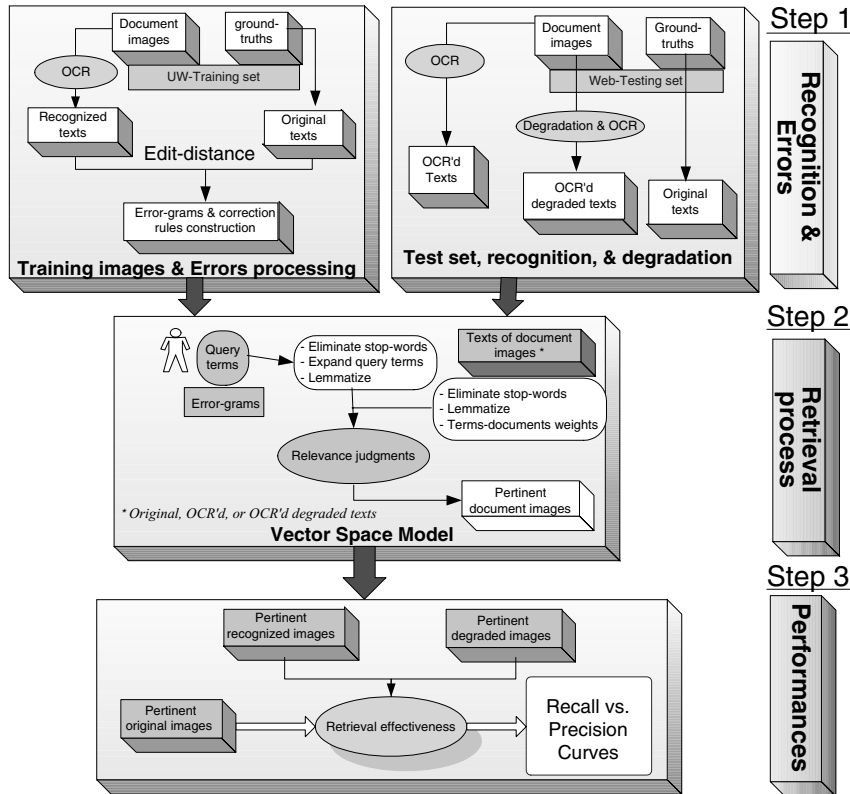 Step 1
Recognition &
Errors
Document
images
ground-
truths
OCR
UW-Training set
Recognized
texts
Original
texts
Edit-distance
Error-grams & correction
rules construction
Training images & Errors processing
Document
images
Ground-
truths
OCR
Web-Testing set
Degradation & OCR
OCR'd
Texts
OCR'd
degraded texts
Original
texts
Test set, recognition, & degradation
Step 2
Retrieval
process
Query
terms
Error-grams
- Eliminate stop-words
- Expand query terms
- Lemmatize
Texts of document
images *
- Eliminate stop-words
- Lemmatize
- Terms-documents weights
Relevance judgments
Pertinent
document images
* Original, OCR'd, or OCR'd degraded texts
Vector Space Model
Step 3
Performances
Pertinent
recognized images
Pertinent
degraded images
Pertinent
original images
Retrieval effectiveness
Recall vs.
Precision
Curves